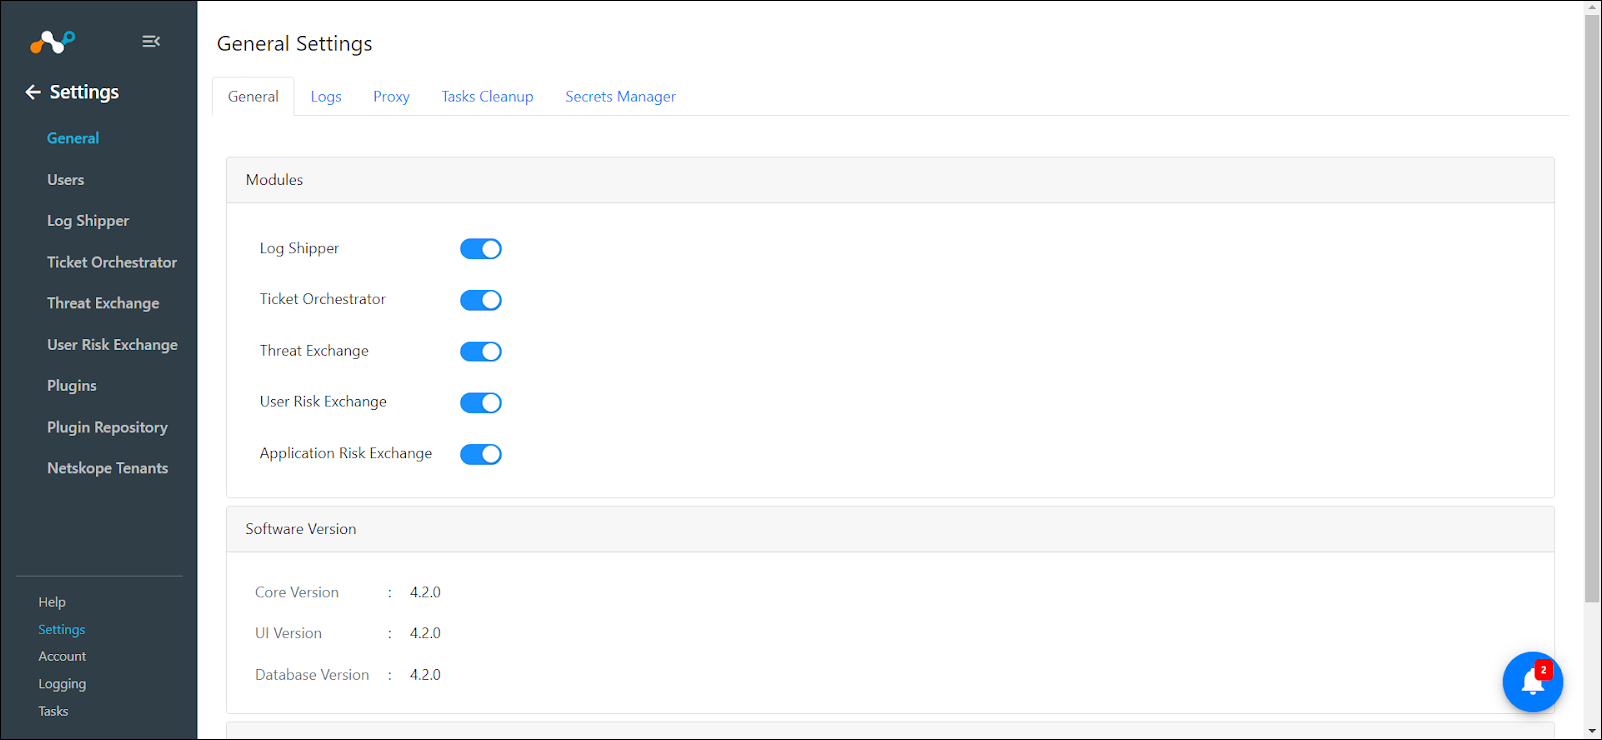 Settings
General
Users
Log Shipper
Ticket Orchestrator
Threat Exchange
User Risk Exchange
Plugins
Plugin Repository
Netskope Tenants
Help
Settings
Account
Logging
Tasks
General Settings
General Logs Proxy Tasks Cleanup Secrets Manager
Modules
Log Shipper
Ticket Orchestrator
Threat Exchange
User Risk Exchange
Application Risk Exchange
Software Version
Core Version : 4.2.0
UI Version : 4.2.0
Database Version : 4.2.0
2